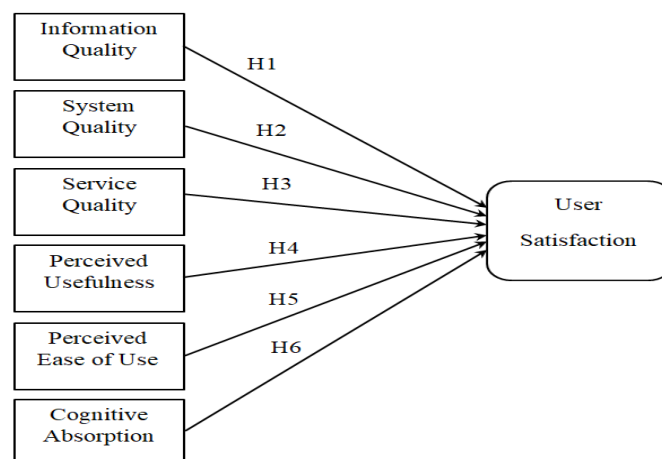 Information
Quality
H1
System
Quality
H2
Service
Quality
H3
User
Satisfaction
Perceived
Usefulness
H4
Perceived
Ease of Use
H5
Cognitive
Absorption
H6